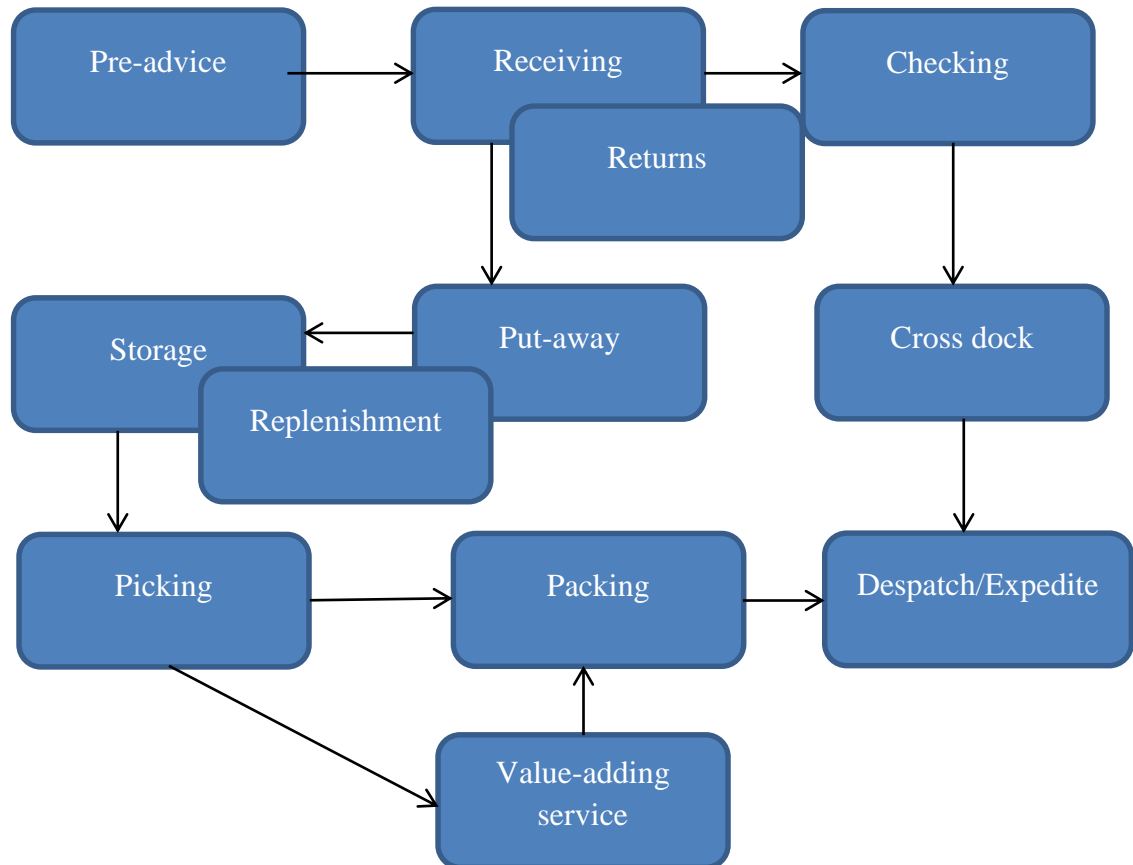 Pre-advice
Receiving
Checking
Returns
Storage
Put-away
Cross dock
Replenishment
Picking
Packing
Despatch/Expedite
Value-adding
service